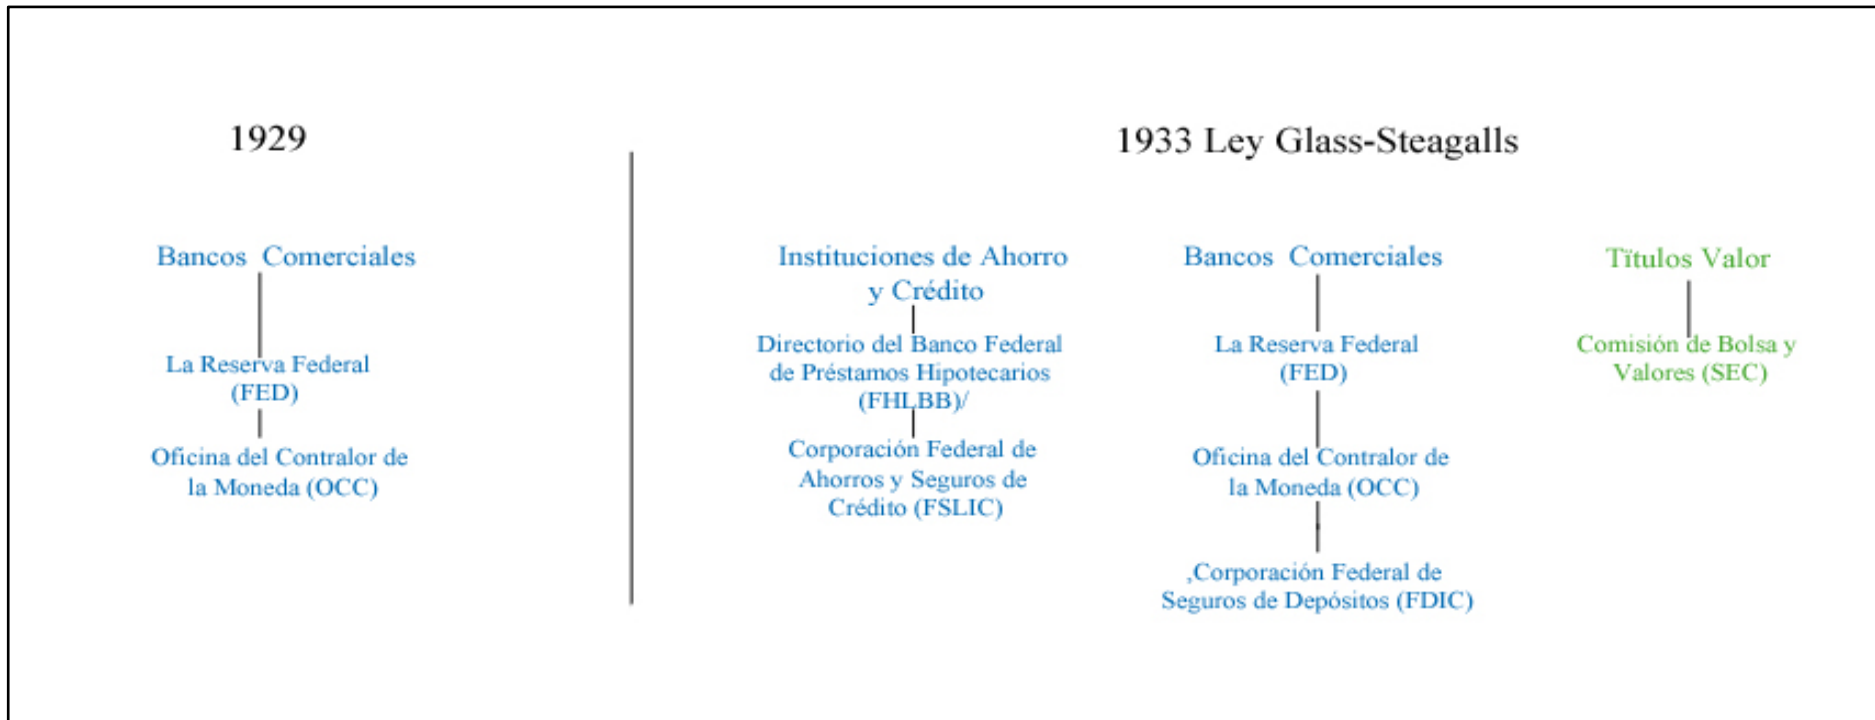 1929
Bancos Comerciales
La Reserva Federal
(FED)
Oficina del Contralor de
la Moneda (OCC)
1933 Ley Glass-Steagalls
Instituciones de Ahorro
y Crédito
Directorio del Banco Federal
de Préstamos Hipotecarios
(FHLBB)/
Corporación Federal de
Ahorros y Seguros de
Crédito (FSLIC)
Bancos Comerciales
La Reserva Federal
(FED)
Oficina del Contralor de
la Moneda (OCC)
,Corporación Federal de
Seguros de Depósitos (FDIC)
Tïtulos Valor
Comisión de Bolsa y
Valores (SEC)